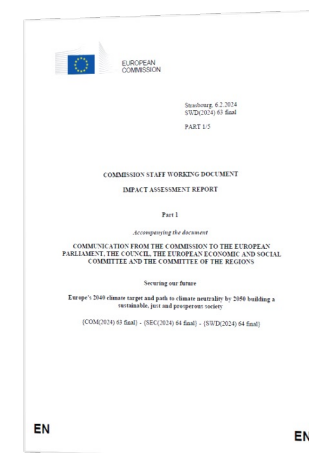 EUROPEAN
COMMISSION
Strasbourg, 6.2.2024
SWD(2024) 63 final
PART 1/5
COMMISSION STAFF WORKING DOCUMENT
IMPACT ASSESSMENT REPORT
Part 1
Accompanying the document
COMMUNICATION FROM THE COMMISSION TO THE EUROPEAN
PARLIAMENT, THE COUNCIL, THE EUROPEAN ECONOMIC AND SOCIAL
COMMITTEE AND THE COMMITTEE OF THE REGIONS
Securing our future
Europe's 2040 climate target and path to climate neutrality by 2050 building a
sustainable, just and prosperous society
{COM(2024) 63 final} - {SEC(2024) 64 final} - {SWD(2024) 64 final}
EN
EN